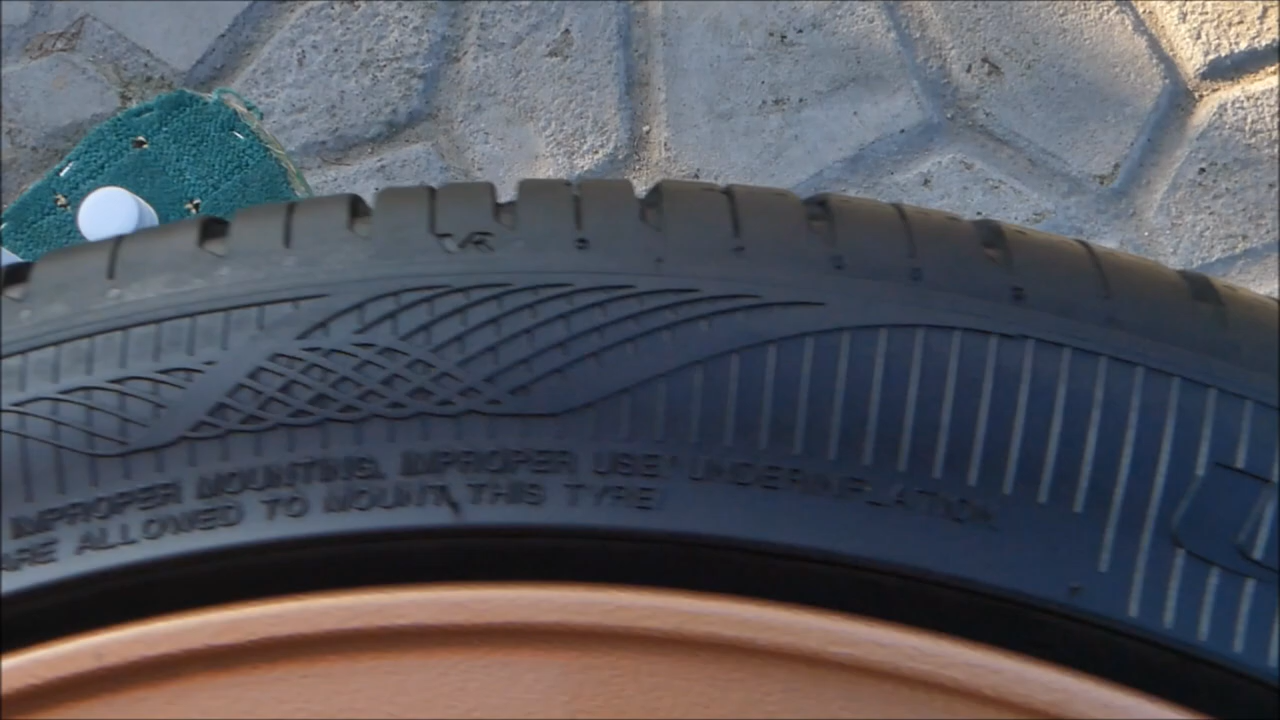 IMPROPER MOUNTING, IMPROPER USE, UNDERINFLATION
ARE ALLOWED TO MOUNT THIS TYRE